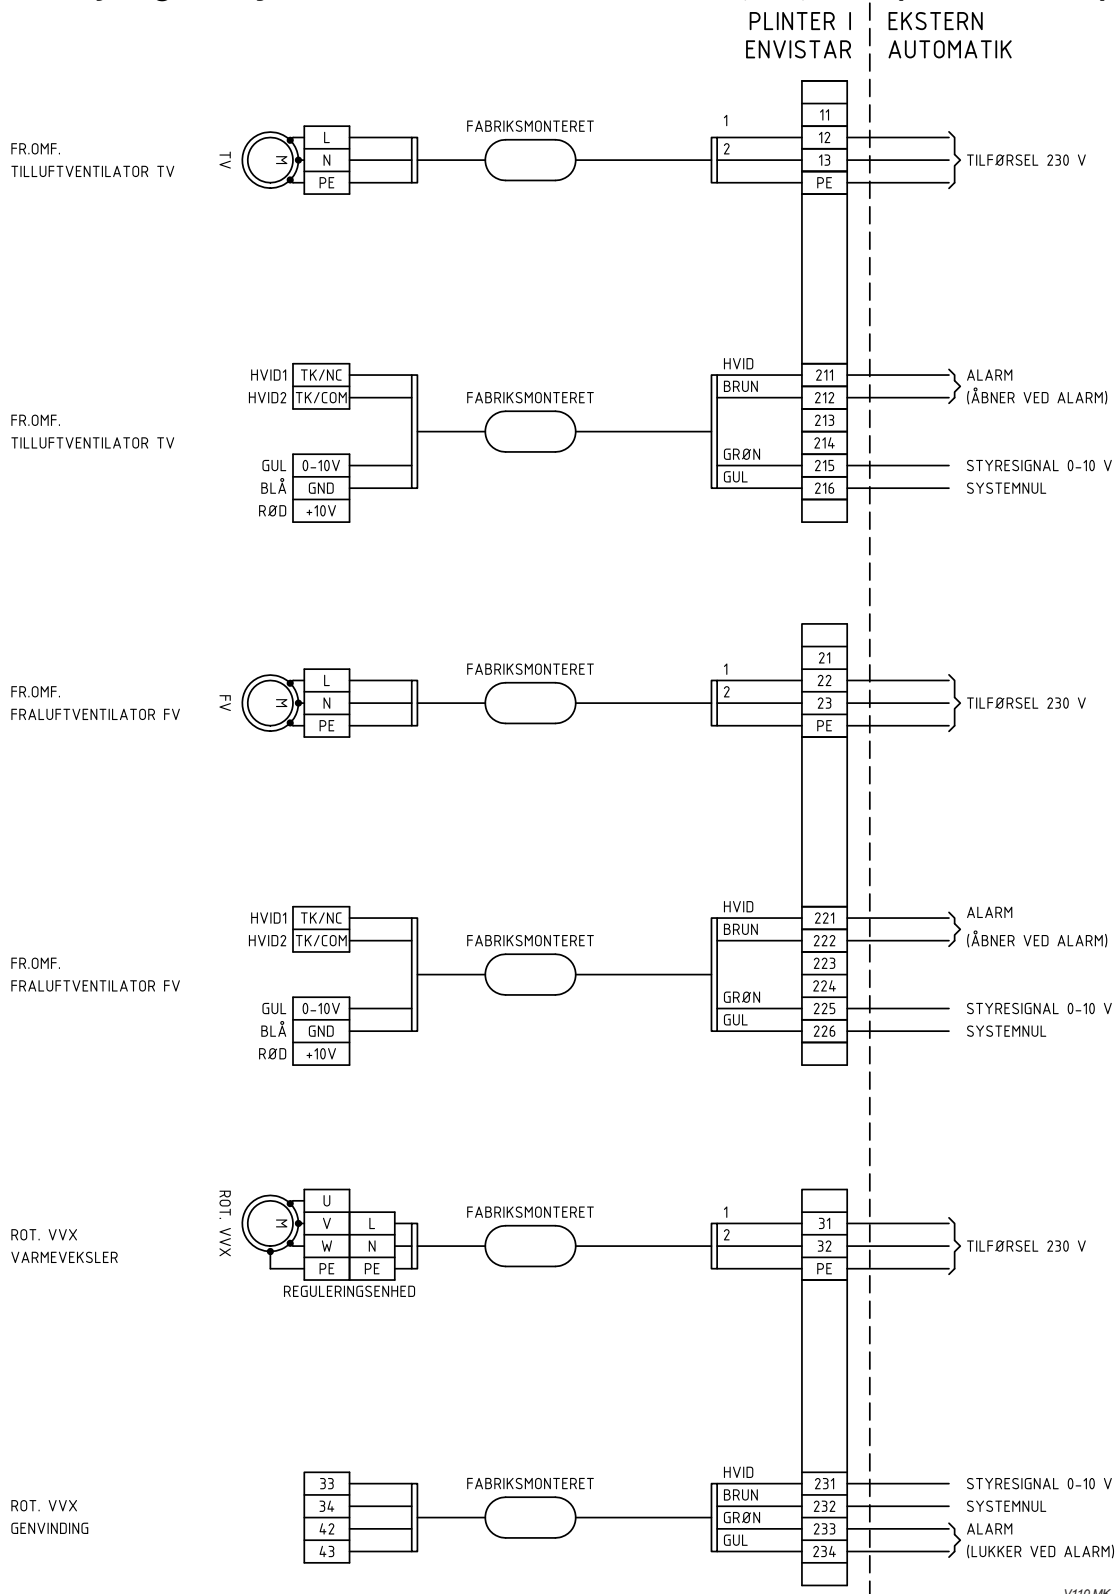 PLINTER I
ENVISTAR
EKSTERN
AUTOMATIK
FR.OMF.
TILLUFTVENTILATOR TV
TV
M
L
N
PE
FABRIKSMONTERET
1
2
11
12
13
PE
TILFØRSEL 230 V
FR.OMF.
TILLUFTVENTILATOR TV
HVID1 TK/NC
HVID2 TK/COM
GUL 0-10V
BLÅ GND
RØD +10V
FABRIKSMONTERET
HVID
BRUN
GRØN
GUL
211
212
213
214
215
216
ALARM
(ÅBNER VED ALARM)
STYRESIGNAL 0-10 V
SYSTEMNUL
FR.OMF.
FRALUFTVENTILATOR FV
FV
M
L
N
PE
FABRIKSMONTERET
1
2
21
22
23
PE
TILFØRSEL 230 V
FR.OMF.
FRALUFTVENTILATOR FV
HVID1 TK/NC
HVID2 TK/COM
GUL 0-10V
BLÅ GND
RØD +10V
FABRIKSMONTERET
HVID
BRUN
GRØN
GUL
221
222
223
224
225
226
ALARM
(ÅBNER VED ALARM)
STYRESIGNAL 0-10 V
SYSTEMNUL
ROT. VVX
VARMEVEKSLER
ROT. VVX
M
U
V L
W N
PE PE
REGULERINGSENHED
FABRIKSMONTERET
1
2
31
32
PE
TILFØRSEL 230 V
ROT. VVX
GENVINDING
33
34
42
43
FABRIKSMONTERET
HVID
BRUN
GRØN
GUL
231
232
233
234
STYRESIGNAL 0-10 V
SYSTEMNUL
ALARM
(LUKKER VED ALARM)